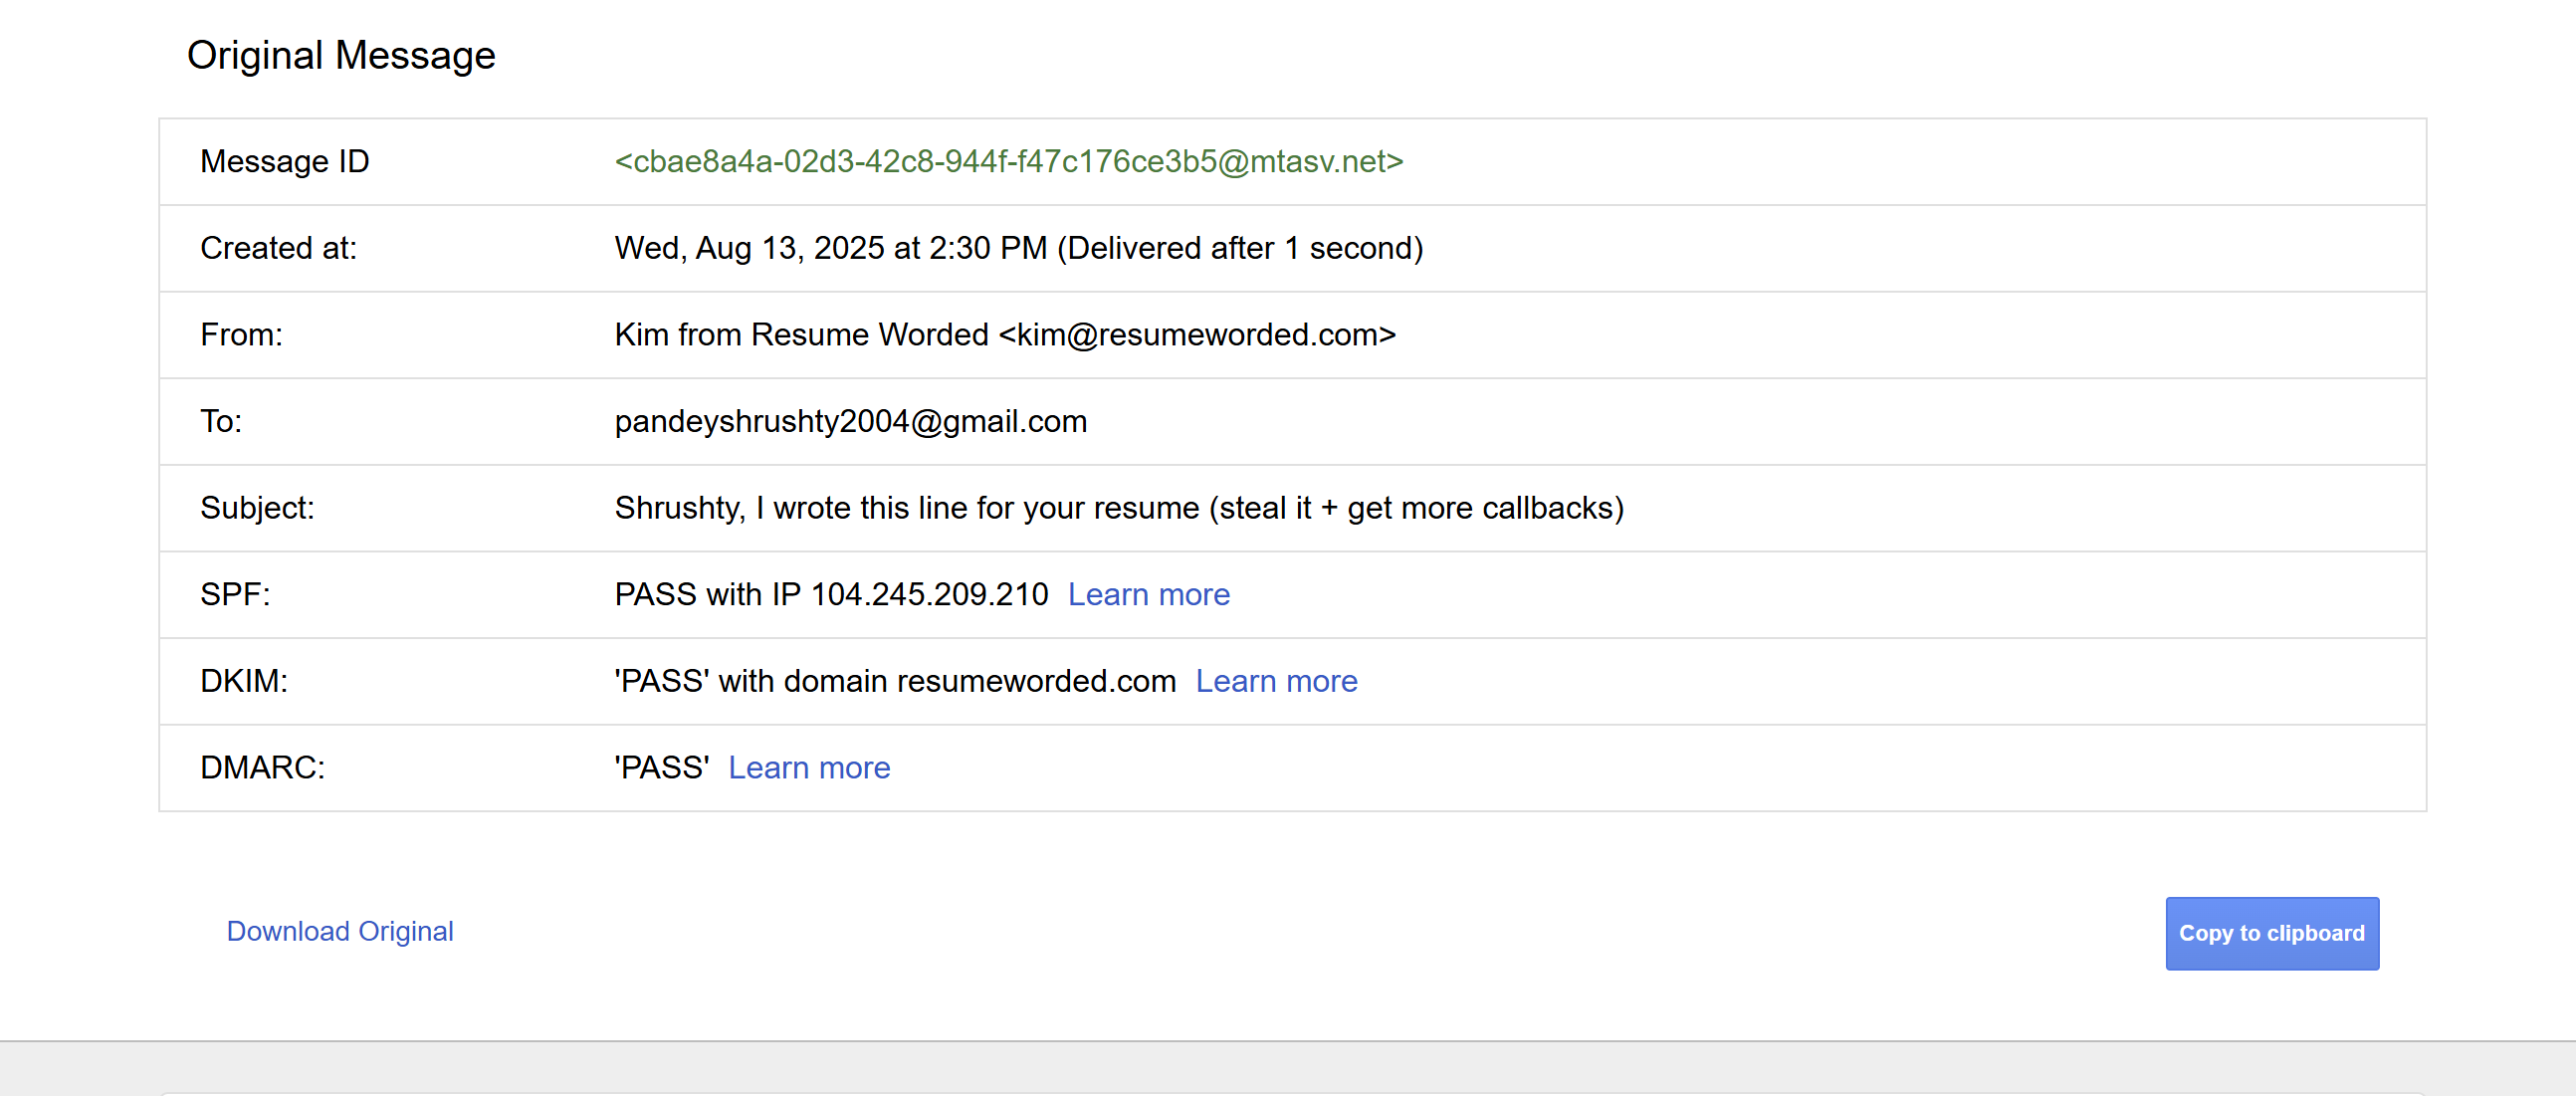 Original Message
Message ID <cbae8a4a-02d3-42c8-944f-f47c176ce3b5@mtasv.net>
Created at: Wed, Aug 13, 2025 at 2:30 PM (Delivered after 1 second)
From: Kim from Resume Worded <kim@resumeworded.com>
To: pandeyshrushty2004@gmail.com
Subject: Shrushty, I wrote this line for your resume (steal it + get more callbacks)
SPF: PASS with IP 104.245.209.210 Learn more
DKIM: 'PASS' with domain resumeworded.com Learn more
DMARC: 'PASS' Learn more
Download Original Copy to clipboard